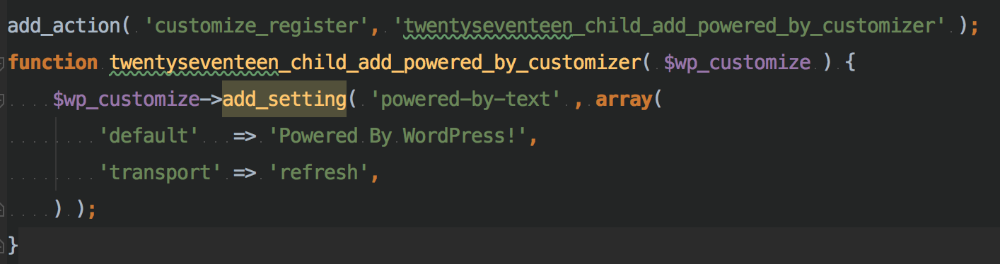 add_action( 'customize_register', 'twentyseventeen_child_add_powered_by_customizer' );
function twentyseventeen_child_add_powered_by_customizer( $wp_customize ) {
    $wp_customize->add_setting( 'powered-by-text' , array(
        'default'   => 'Powered By WordPress!',
        'transport' => 'refresh',
    ) );
}